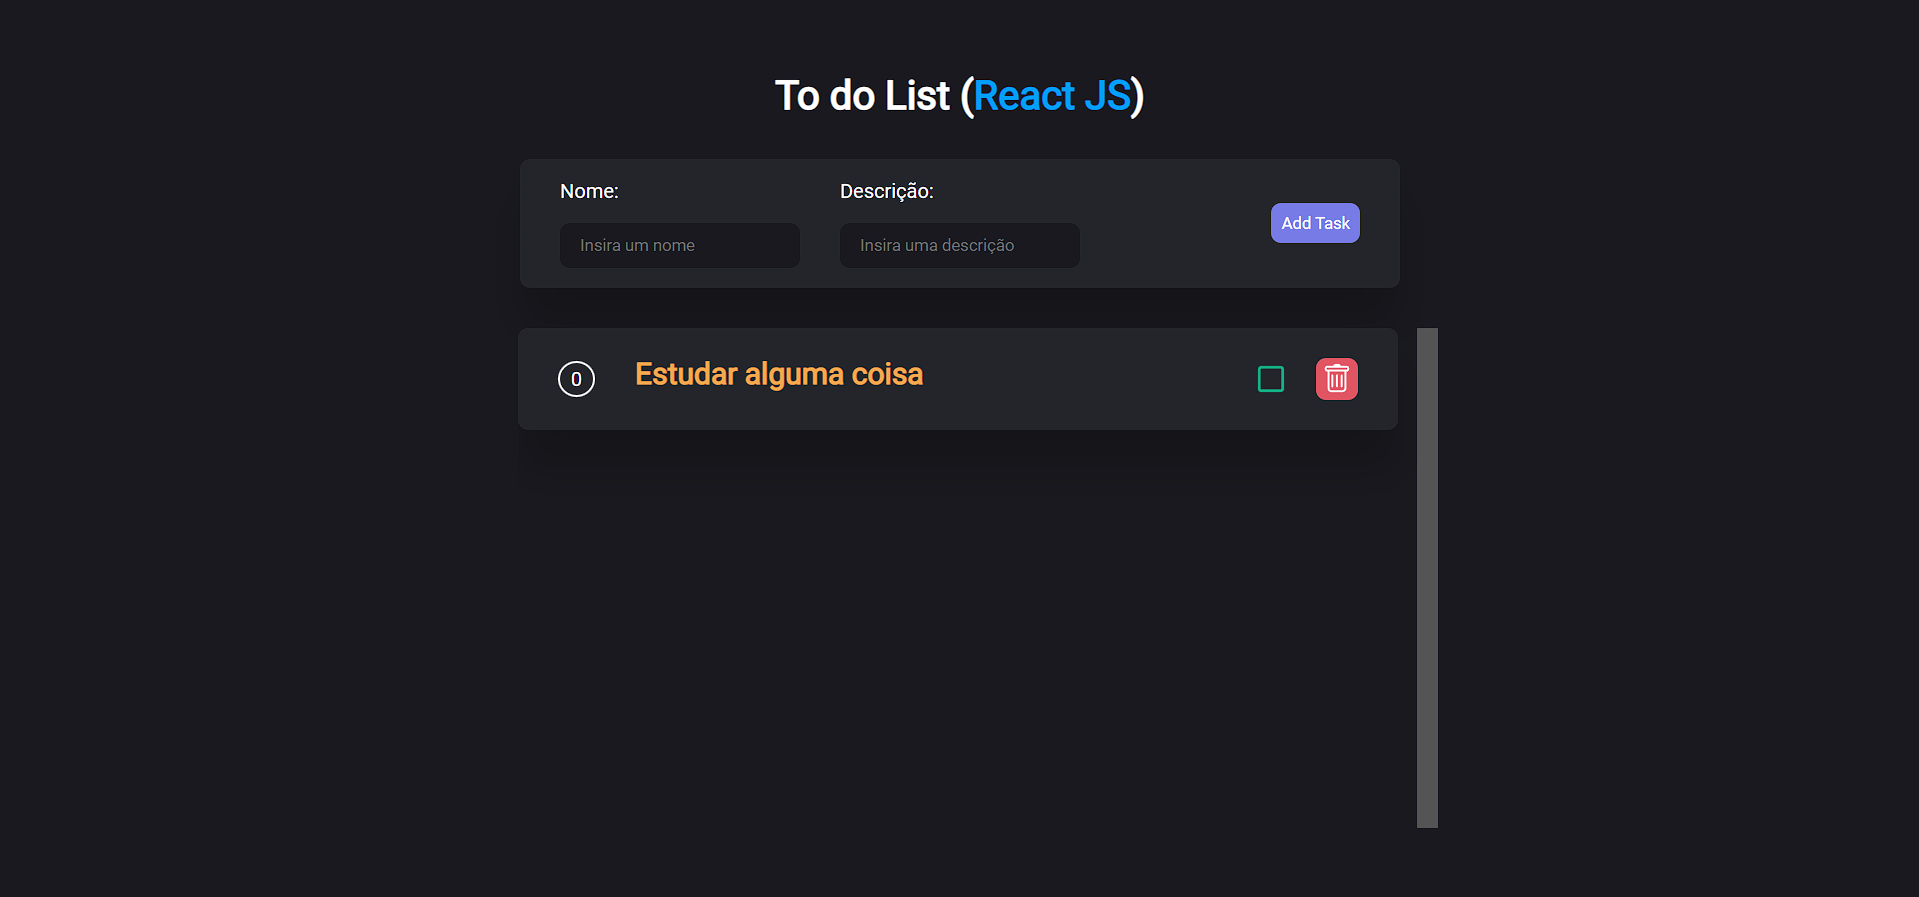 To do List (React JS)
Nome:
Descrição:
Insira um nome
Insira uma descrição
Add Task
0
Estudar alguma coisa